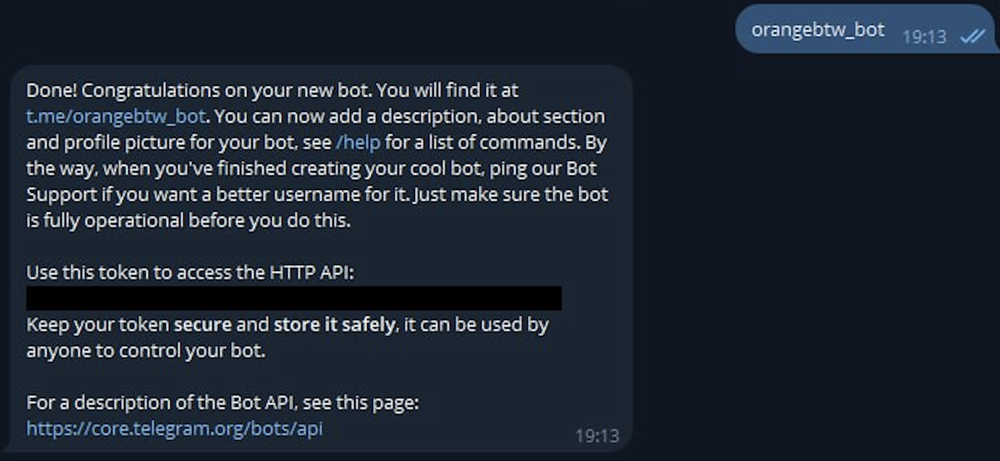 orangebtw_bot 19:13
Done! Congratulations on your new bot. You will find it at
t.me/orangebtw_bot. You can now add a description, about section
and profile picture for your bot, see /help for a list of commands. By
the way, when you've finished creating your cool bot, ping our Bot
Support if you want a better username for it. Just make sure the bot
is fully operational before you do this.
Use this token to access the HTTP API:
Keep your token secure and store it safely, it can be used by
anyone to control your bot.
For a description of the Bot API, see this page:
https://core.telegram.org/bots/api
19:13